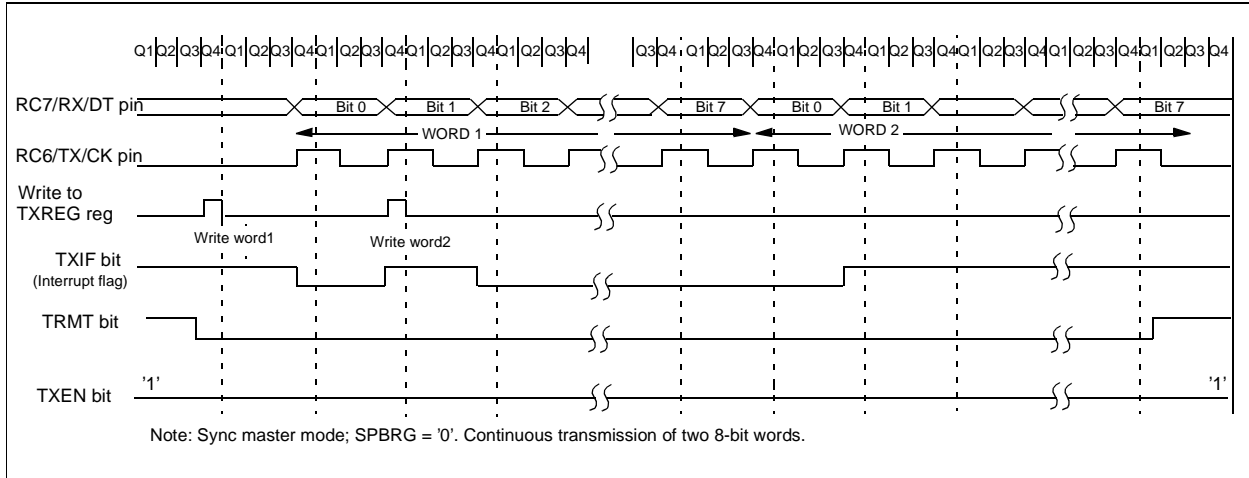 Q1 Q2 Q3 Q4 Q1 Q2 Q3 Q4 Q1 Q2 Q3 Q4 Q1 Q2 Q3 Q4 Q1 Q2 Q3 Q4 Q3 Q4 Q1 Q2 Q3 Q4 Q1 Q2 Q3 Q4 Q1 Q2 Q3 Q4 Q1 Q2 Q3 Q4 Q1 Q2 Q3 Q4 Q1 Q2 Q3 Q4
RC7/RX/DT pin Bit 0 Bit 1 Bit 2 Bit 7 Bit 0 Bit 1 Bit 7
WORD 1 WORD 2
RC6/TX/CK pin
Write to
TXREG reg
Write word1 Write word2
TXIF bit
(Interrupt flag)
TRMT bit
TXEN bit '1' '1'
Note: Sync master mode; SPBRG = '0'. Continuous transmission of two 8-bit words.